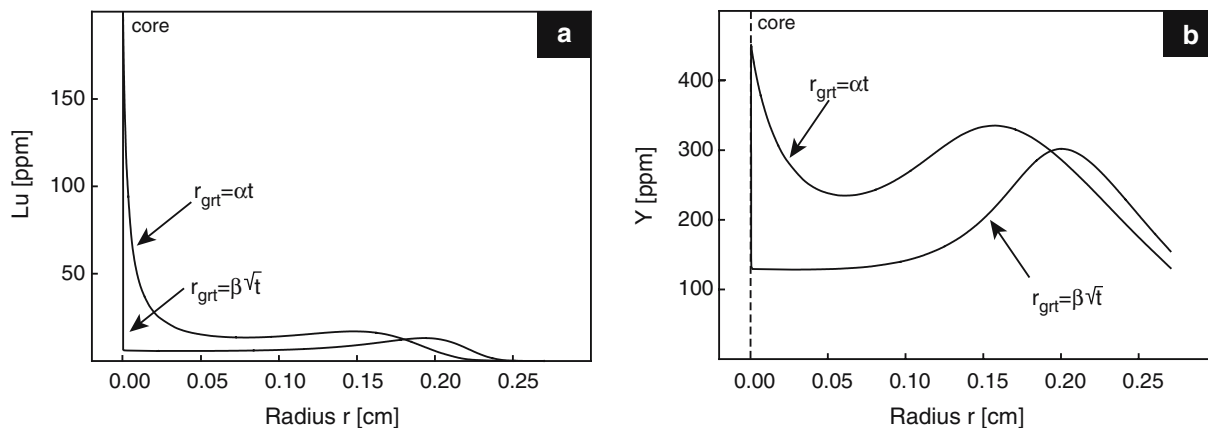 a
core
150
100
50
Lu [ppm]
r_grt=αt
r_grt=β√t
0.00 0.05 0.10 0.15 0.20 0.25
Radius r [cm]
b
core
400
300
200
100
Y [ppm]
r_grt=αt
r_grt=β√t
0.00 0.05 0.10 0.15 0.20 0.25
Radius r [cm]